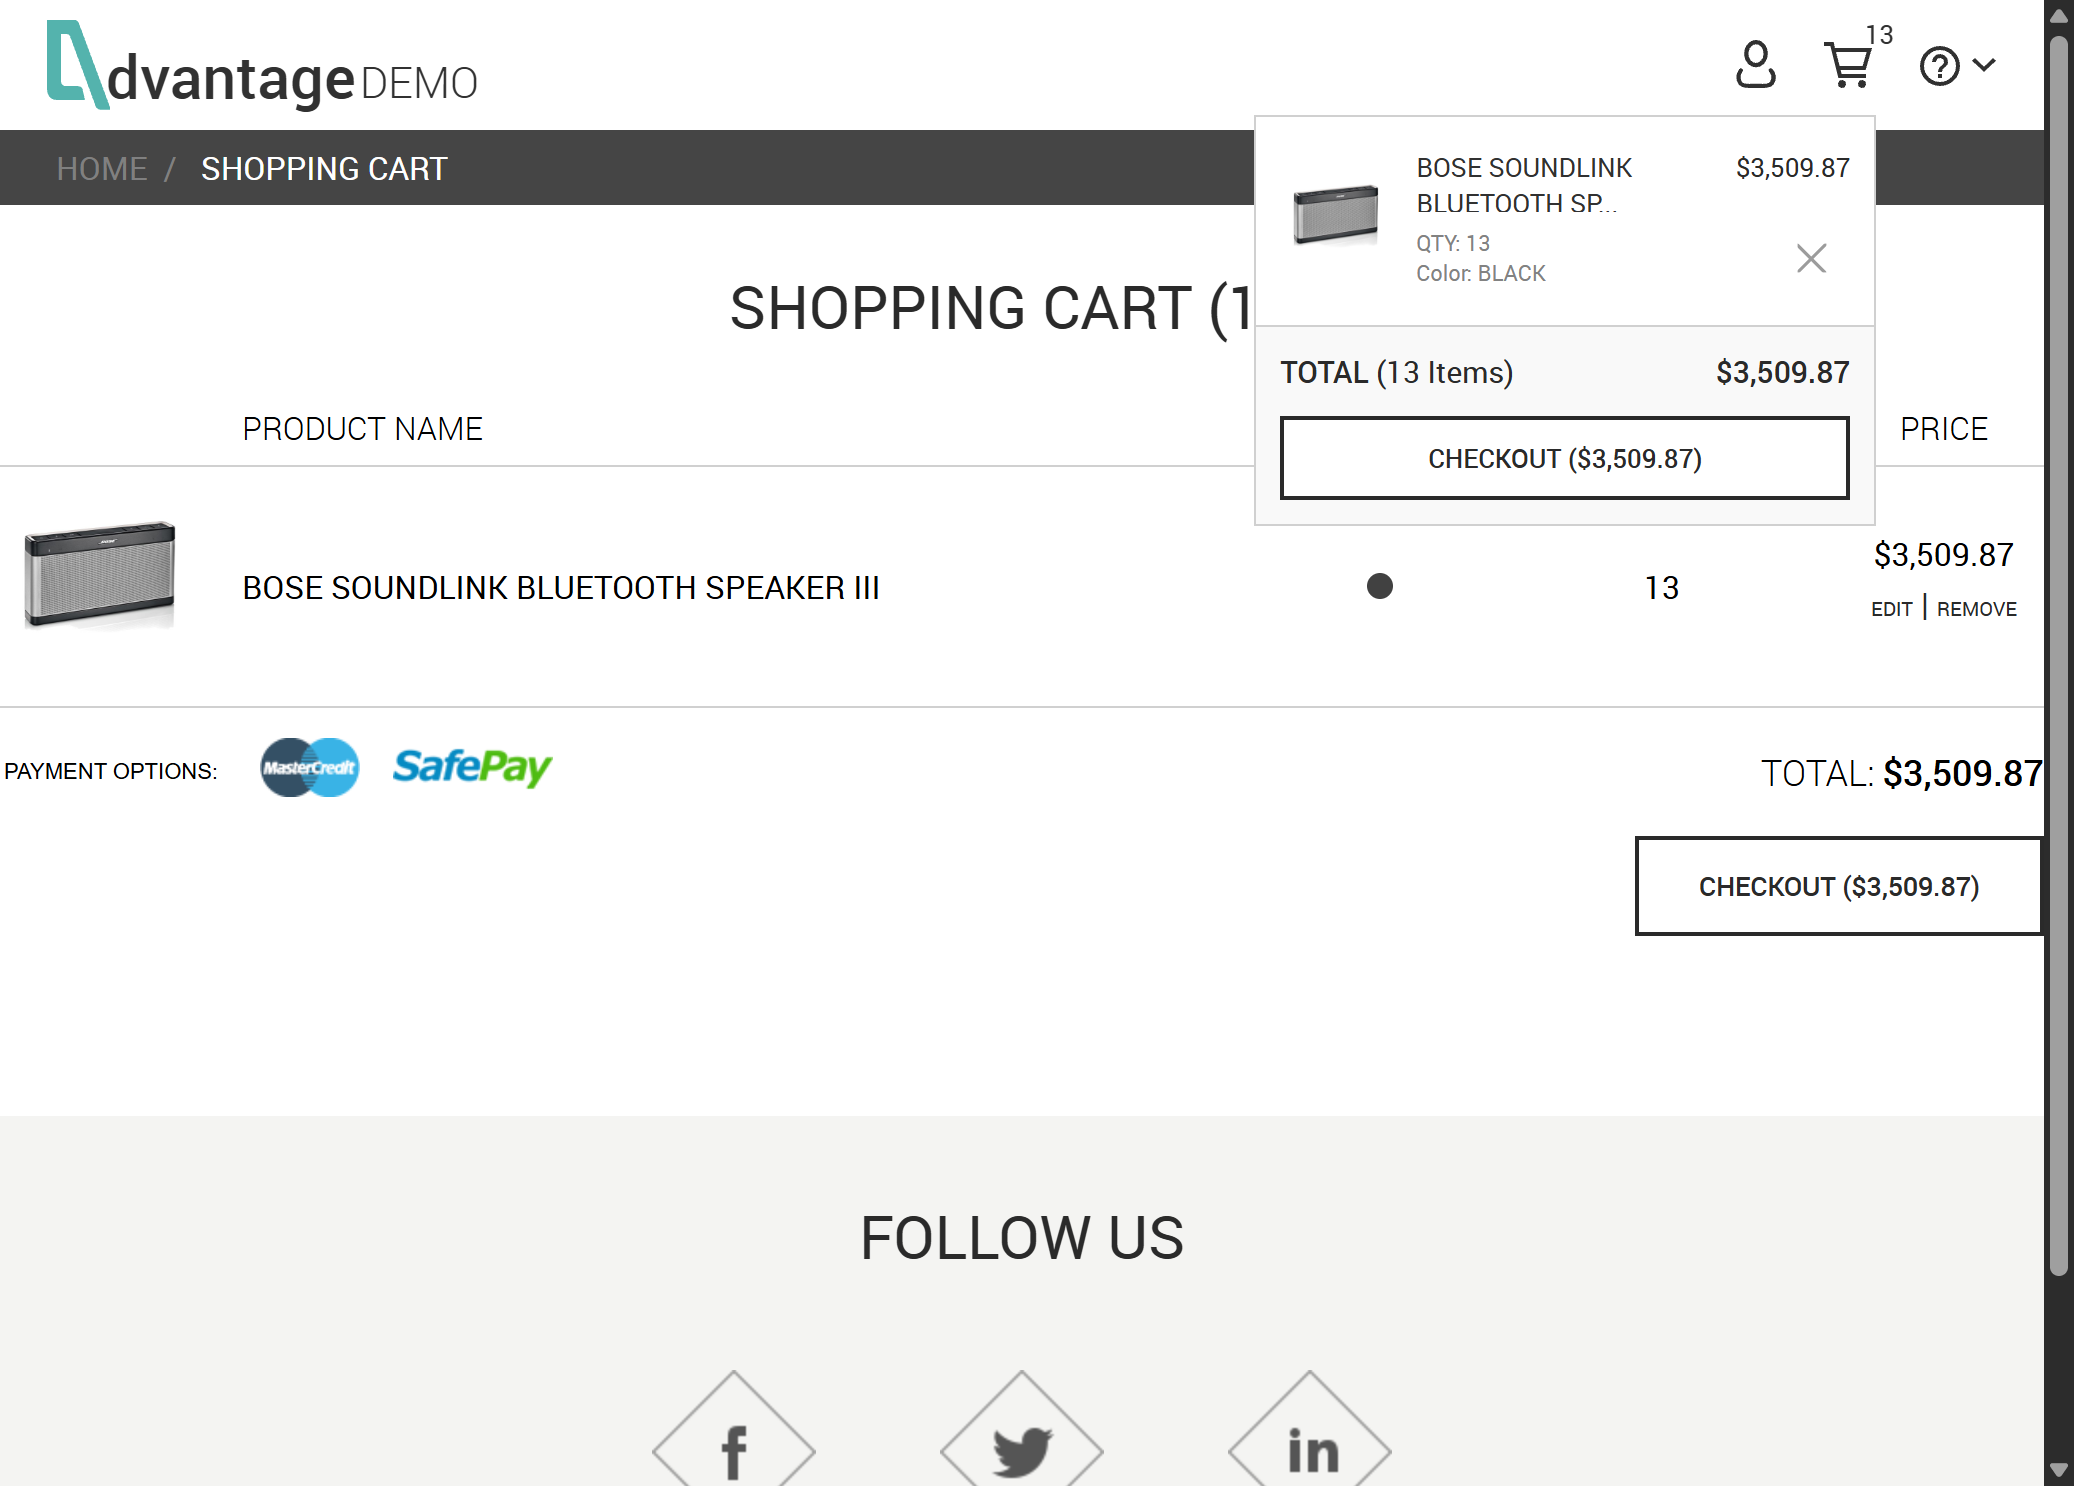 dvantage DEMO
13
HOME / SHOPPING CART
BOSE SOUNDLINK BLUETOOTH SP...
$3,509.87
QTY: 13
Color: BLACK
TOTAL (13 Items) $3,509.87
CHECKOUT ($3,509.87)
SHOPPING CART (1
PRODUCT NAME
PRICE
BOSE SOUNDLINK BLUETOOTH SPEAKER III
13
$3,509.87
EDIT | REMOVE
PAYMENT OPTIONS:
MasterCredit
SafePay
TOTAL: $3,509.87
CHECKOUT ($3,509.87)
FOLLOW US
f
in